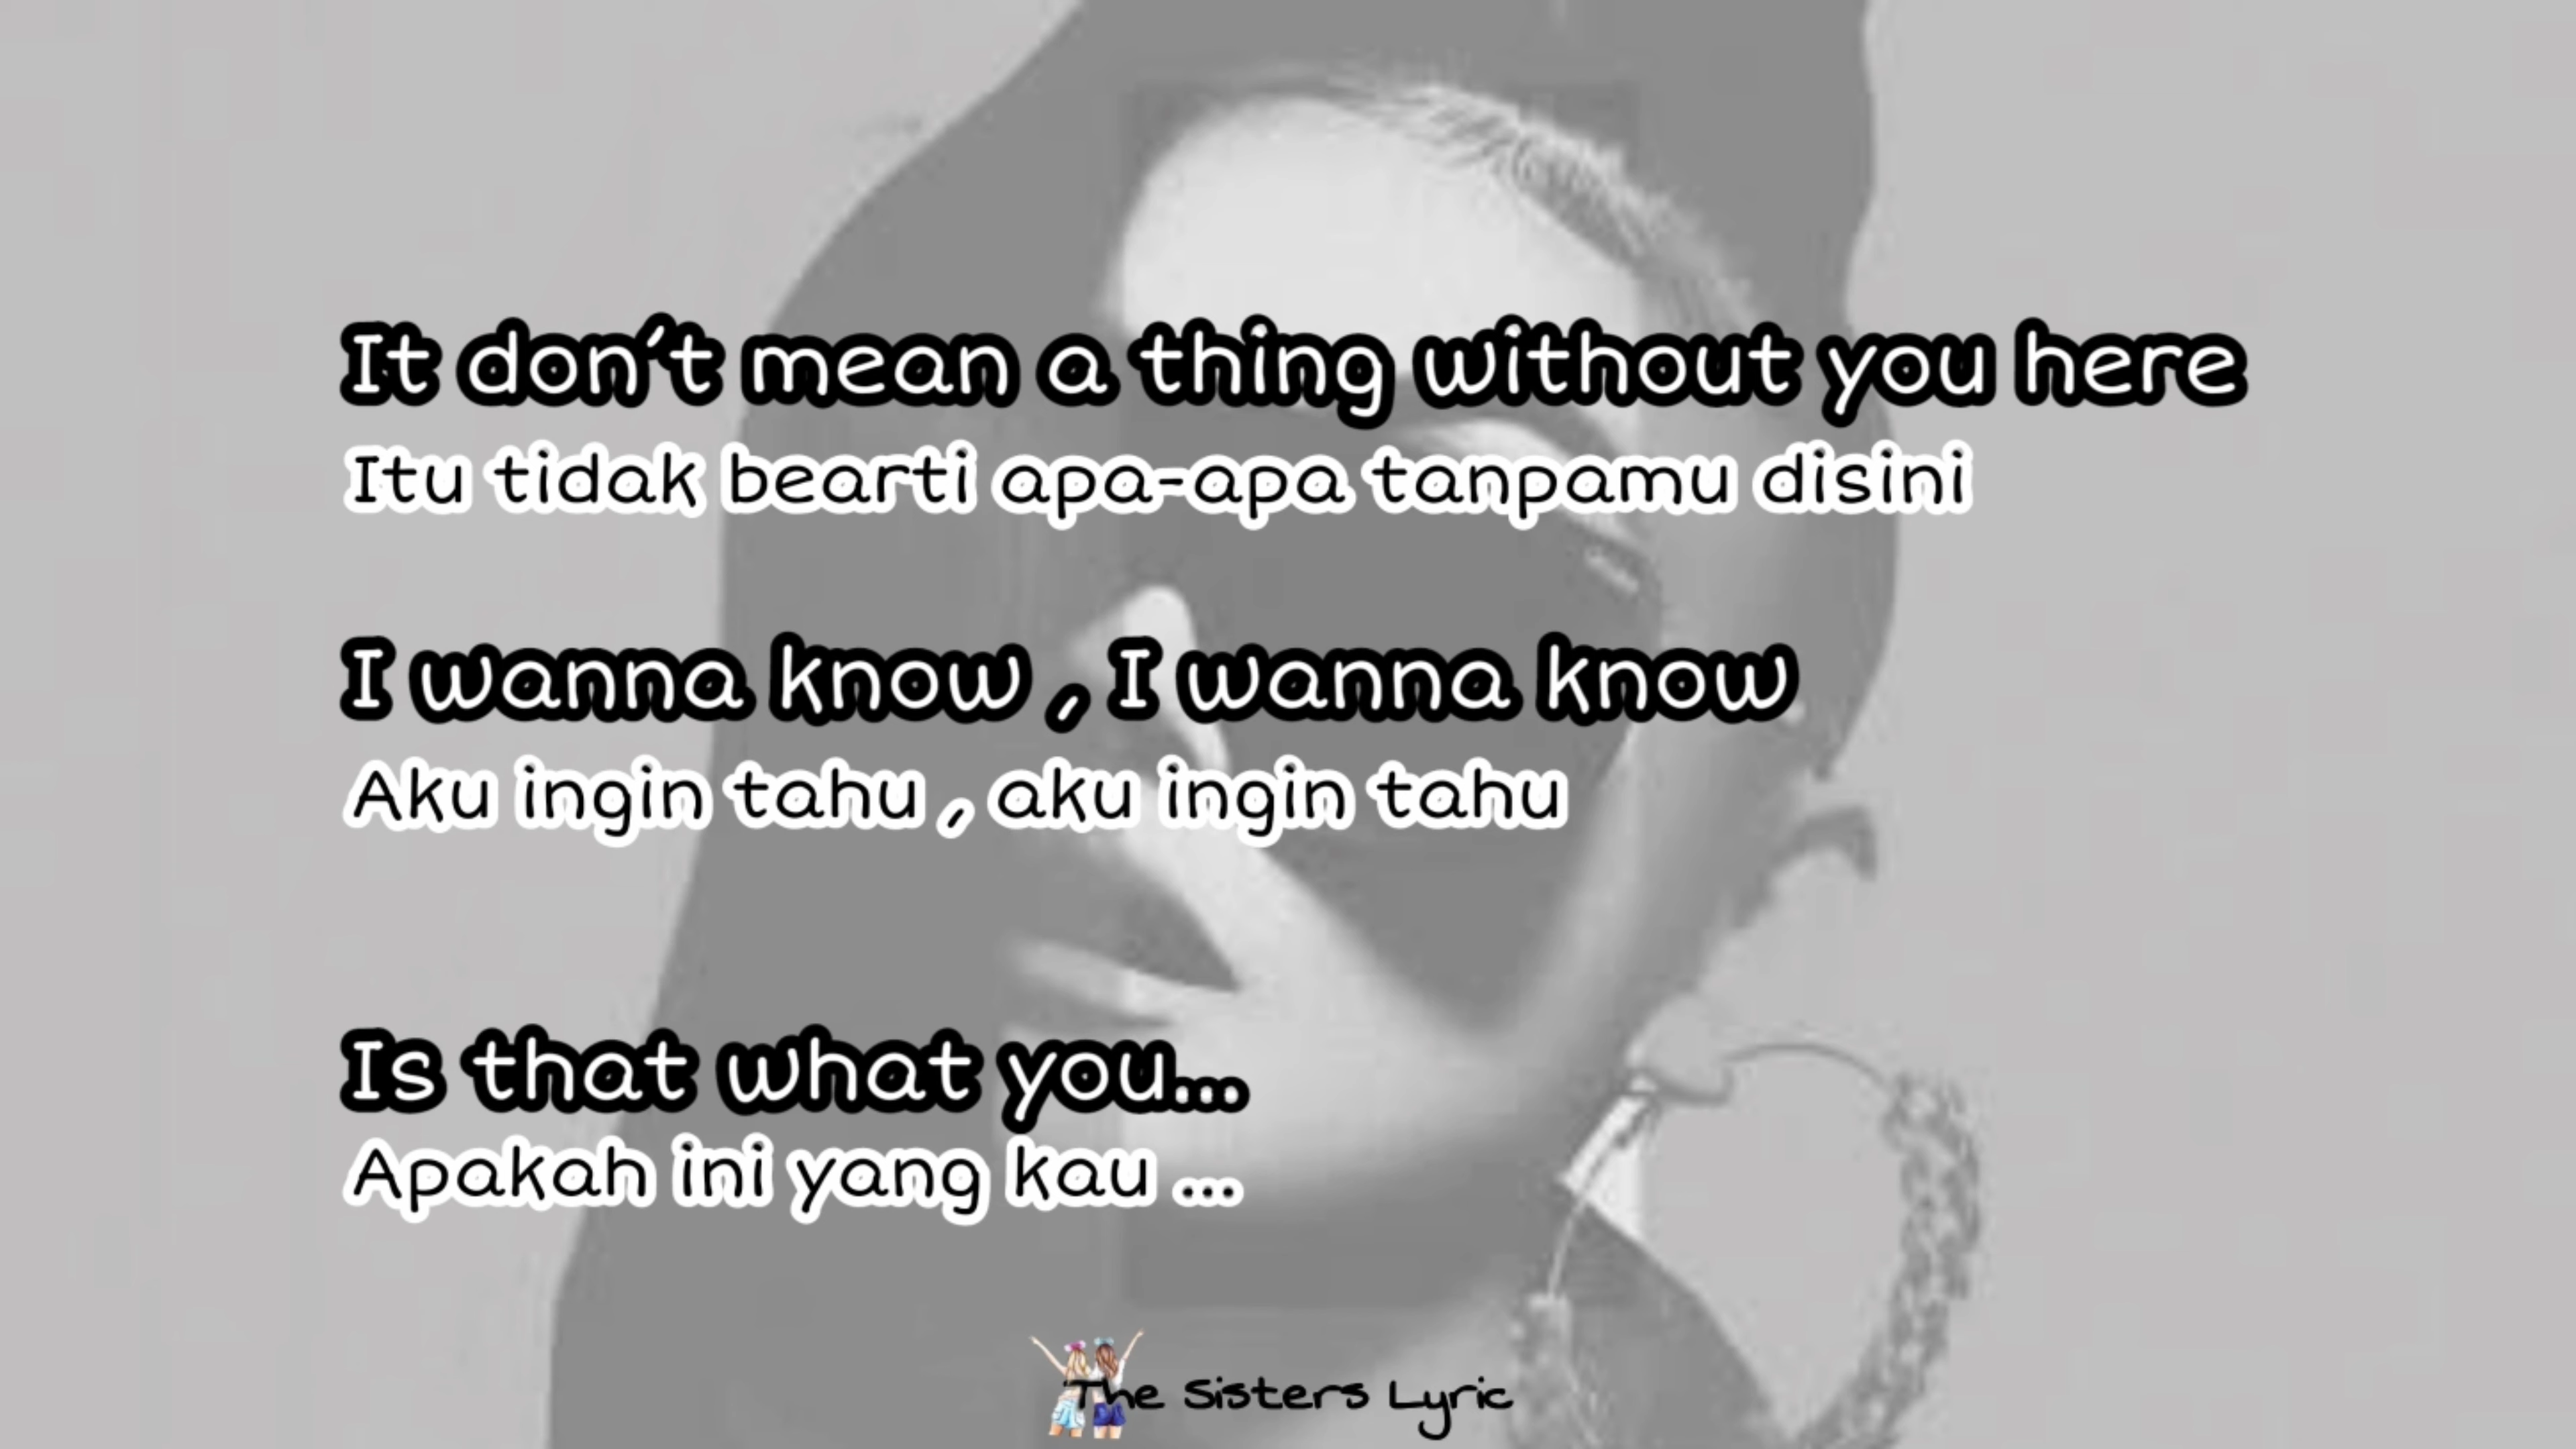 It don't mean a thing without you here
Itu tidak bearti apa-apa tanpamu disini
I wanna know , I wanna know
Aku ingin tahu , aku ingin tahu
Is that what you...
Apakah ini yang kau ...
The Sisters Lyric